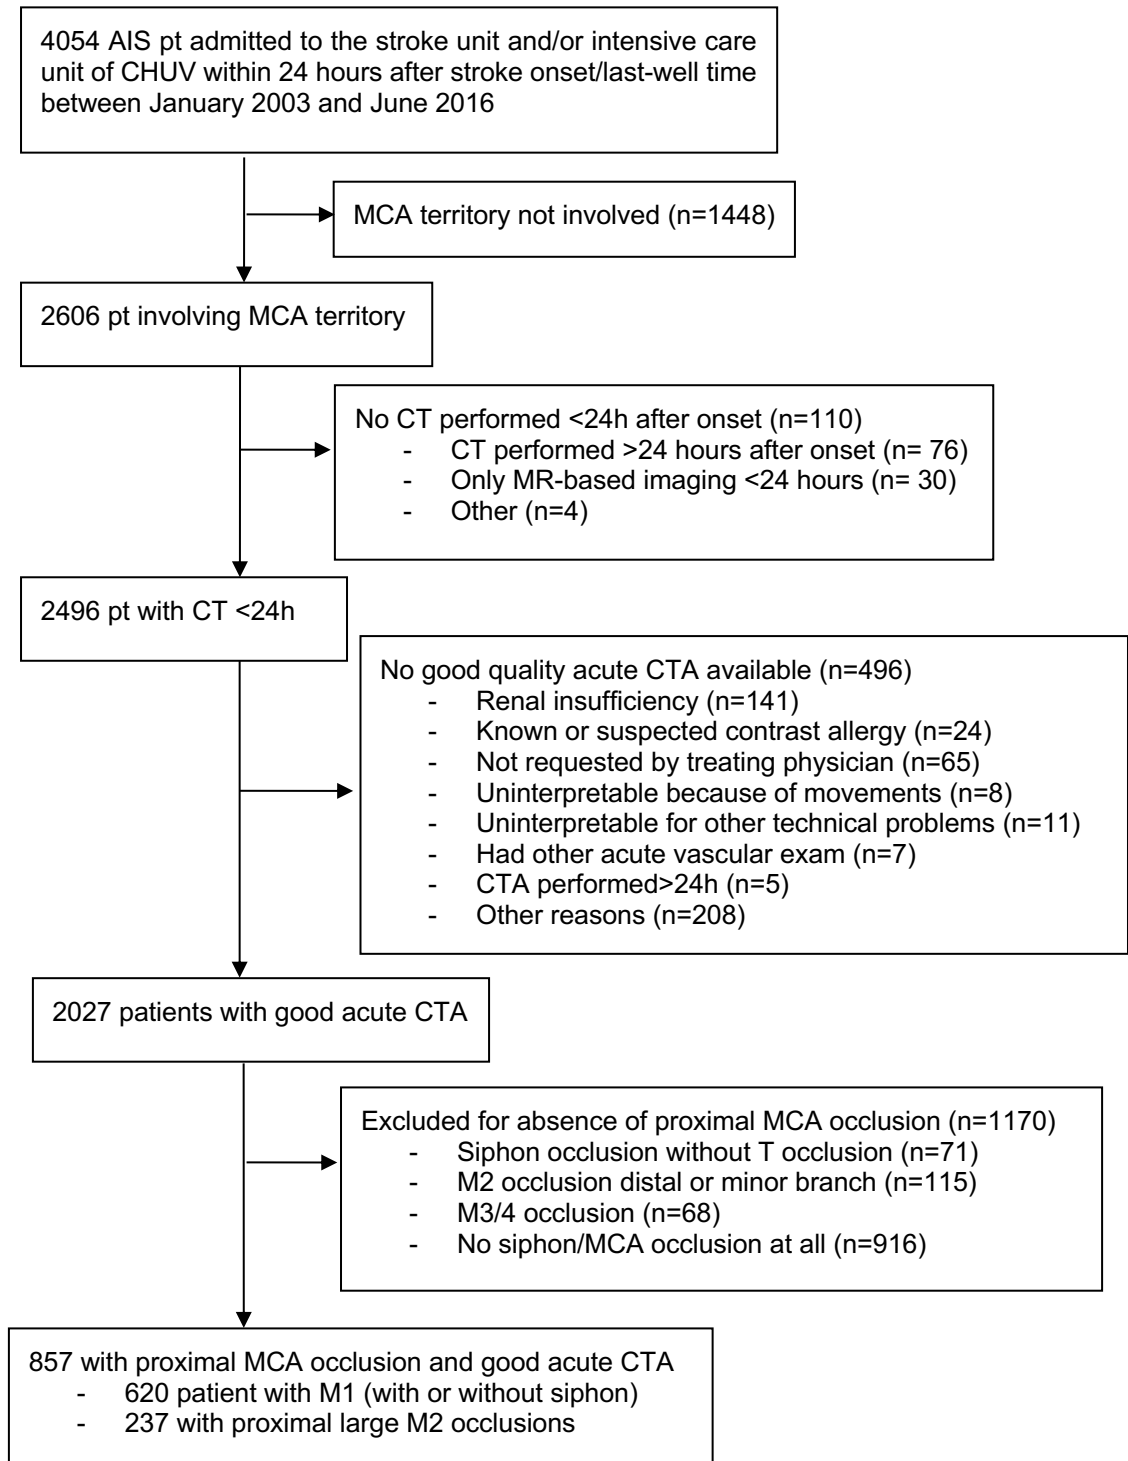 4054 AIS pt admitted to the stroke unit and/or intensive care
unit of CHUV within 24 hours after stroke onset/last-well time
between January 2003 and June 2016
MCA territory not involved (n=1448)
2606 pt involving MCA territory
No CT performed <24h after onset (n=110)
- CT performed >24 hours after onset (n= 76)
- Only MR-based imaging <24 hours (n= 30)
- Other (n=4)
2496 pt with CT <24h
No good quality acute CTA available (n=496)
- Renal insufficiency (n=141)
- Known or suspected contrast allergy (n=24)
- Not requested by treating physician (n=65)
- Uninterpretable because of movements (n=8)
- Uninterpretable for other technical problems (n=11)
- Had other acute vascular exam (n=7)
- CTA performed>24h (n=5)
- Other reasons (n=208)
2027 patients with good acute CTA
Excluded for absence of proximal MCA occlusion (n=1170)
- Siphon occlusion without T occlusion (n=71)
- M2 occlusion distal or minor branch (n=115)
- M3/4 occlusion (n=68)
- No siphon/MCA occlusion at all (n=916)
857 with proximal MCA occlusion and good acute CTA
- 620 patient with M1 (with or without siphon)
- 237 with proximal large M2 occlusions